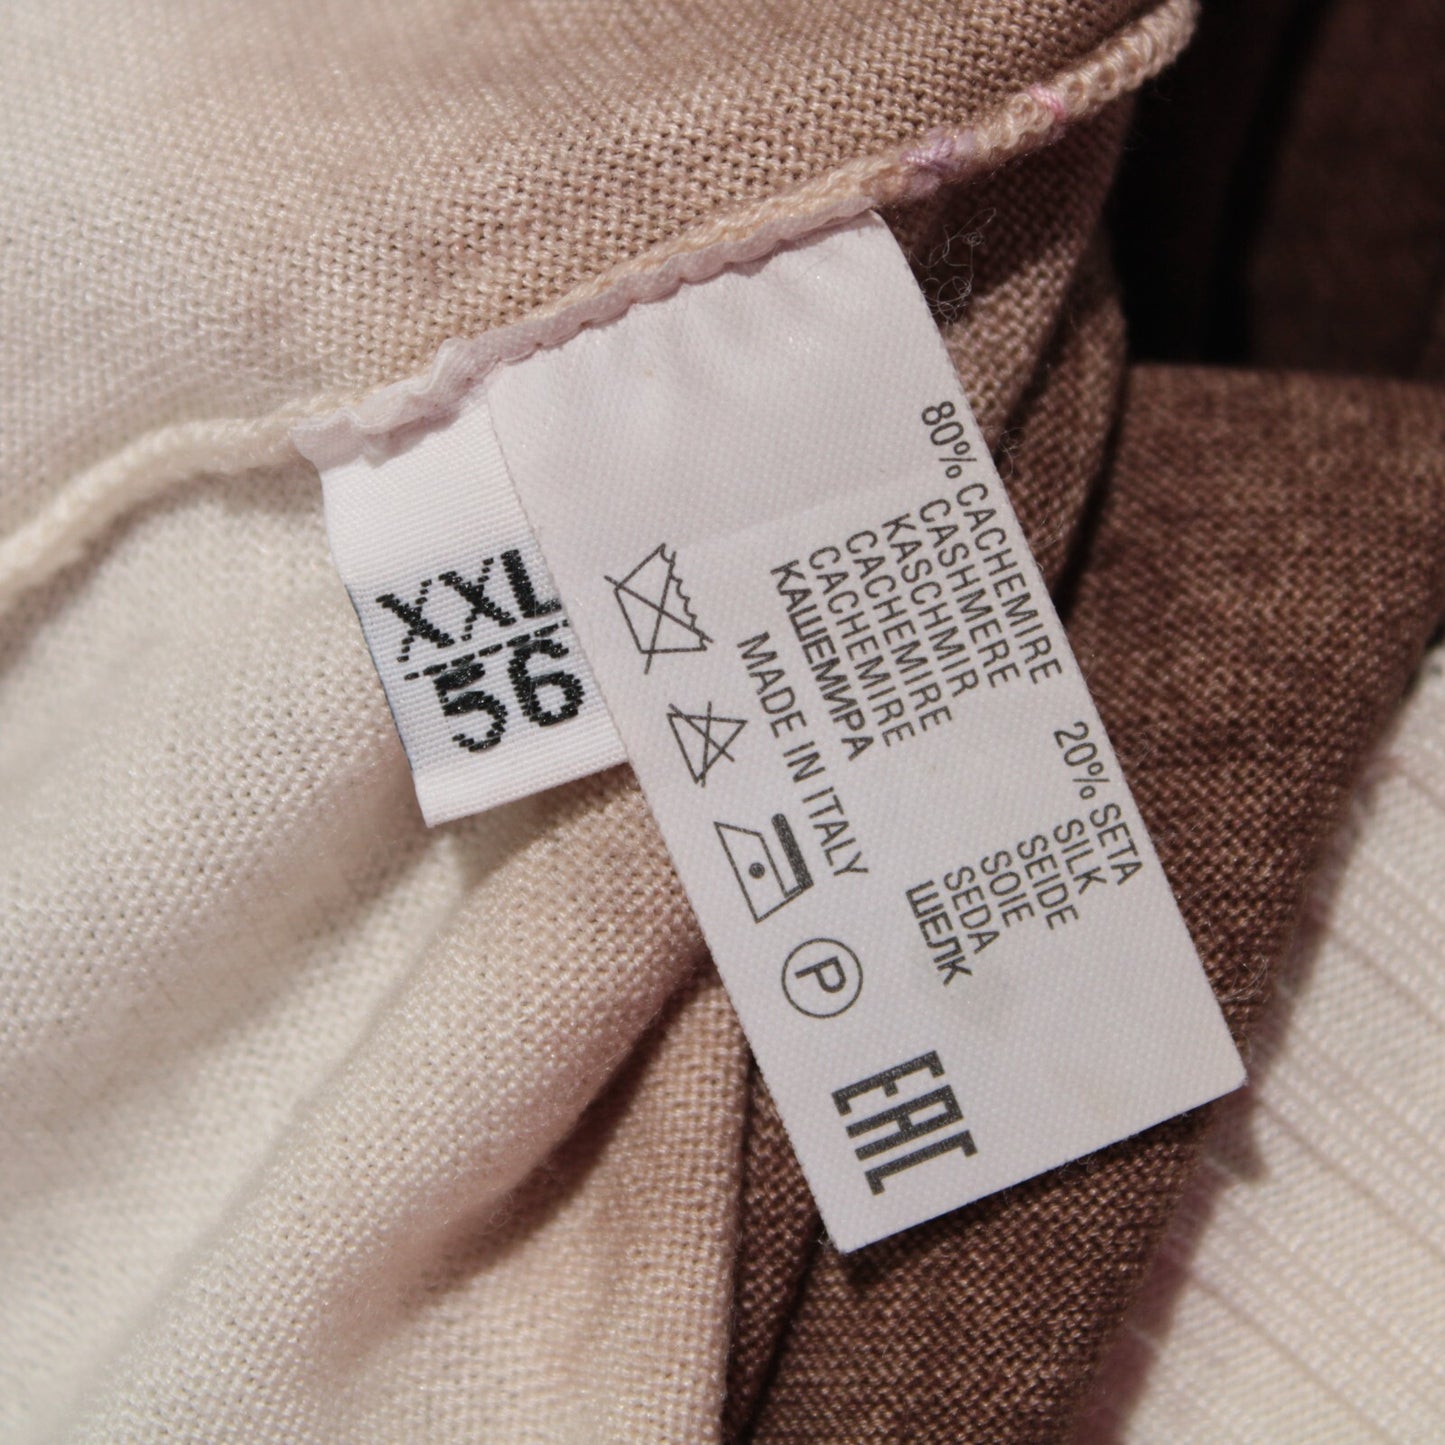 XXL
56
80% CACHEMIRE
CASHMERE
KASCHMIR
CACHEMIRE
CACHEMIRE
КАШЕМИРА
20% SETA
SILK
SEIDE
SOIE
SEDA
ШЕЛК
MADE IN ITALY
P
EAC